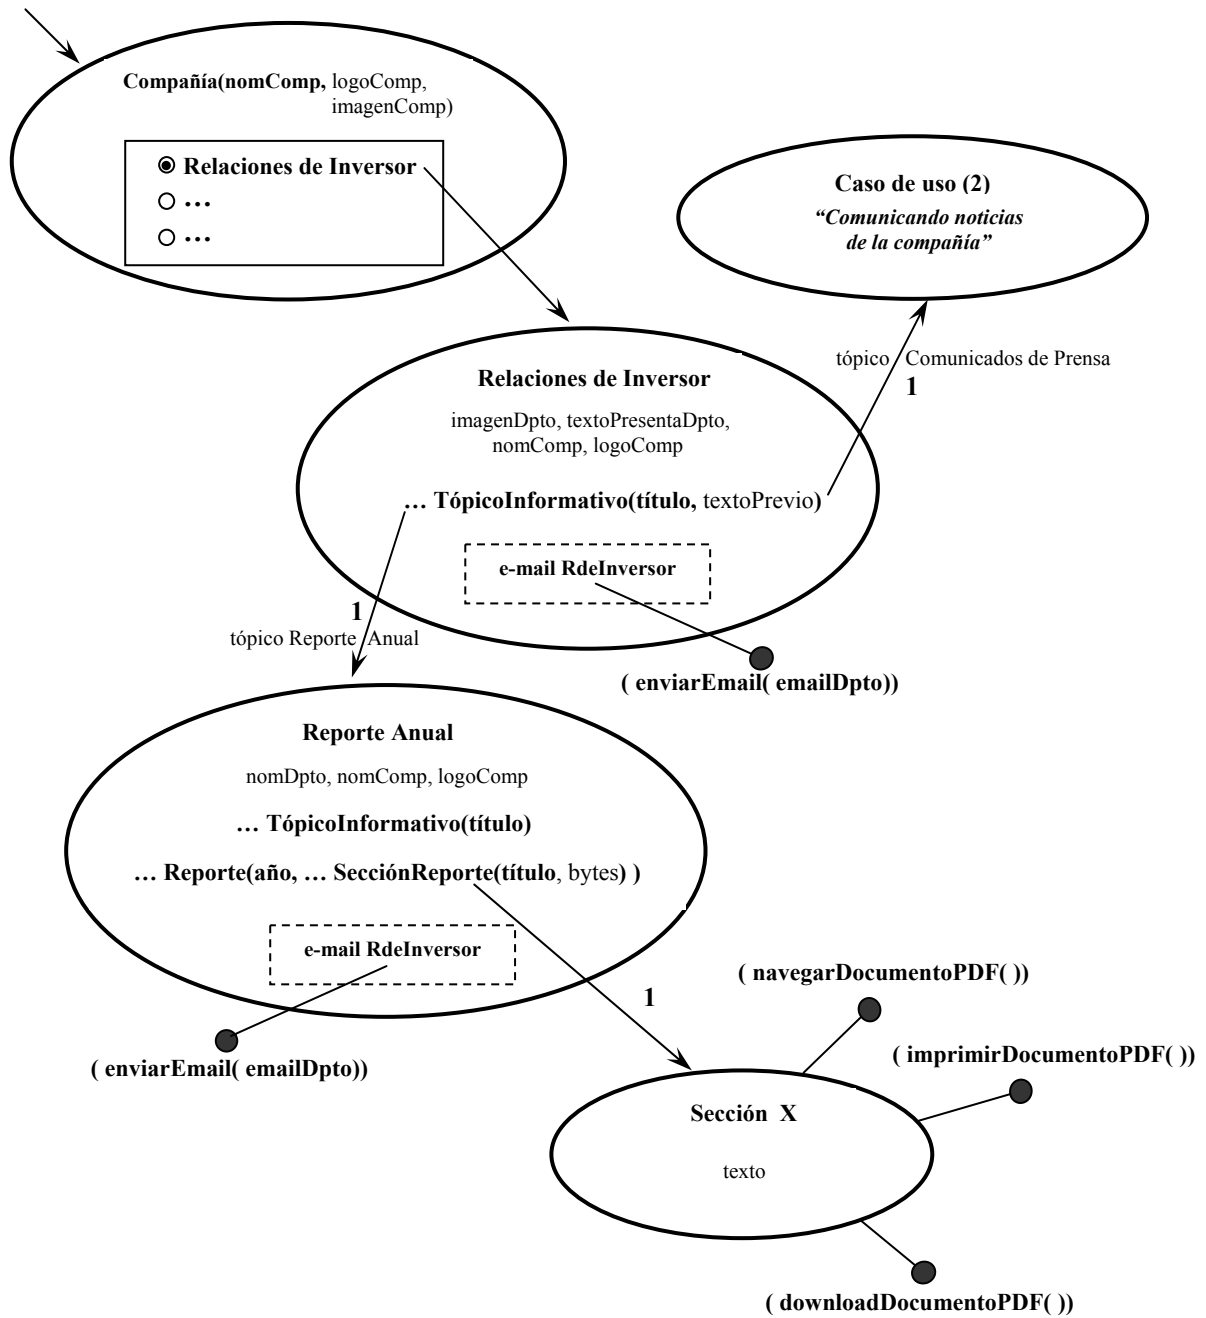 Compañía(nomComp, logoComp,
imagenComp)
Relaciones de Inversor
...
...
Caso de uso (2)
“Comunicando noticias
de la compañía”
tópico Comunicados de Prensa
1
Relaciones de Inversor
imagenDpto, textoPresentaDpto,
nomComp, logoComp
... TópicoInformativo(título, textoPrevio)
e-mail RdeInversor
1
tópico Reporte Anual
( enviarEmail( emailDpto))
Reporte Anual
nomDpto, nomComp, logoComp
... TópicoInformativo(título)
... Reporte(año, ... SecciónReporte(título, bytes) )
e-mail RdeInversor
1
( enviarEmail( emailDpto))
( navegarDocumentoPDF( ))
( imprimirDocumentoPDF( ))
Sección X
texto
( downloadDocumentoPDF( ))